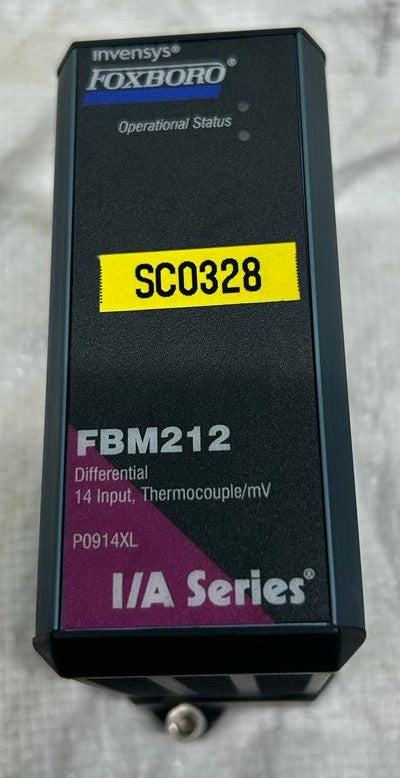 invensys®
FOXBORO®
Operational Status
SC0328
FBM212
Differential
14 Input, Thermocouple/mV
P0914XL
I/A Series®